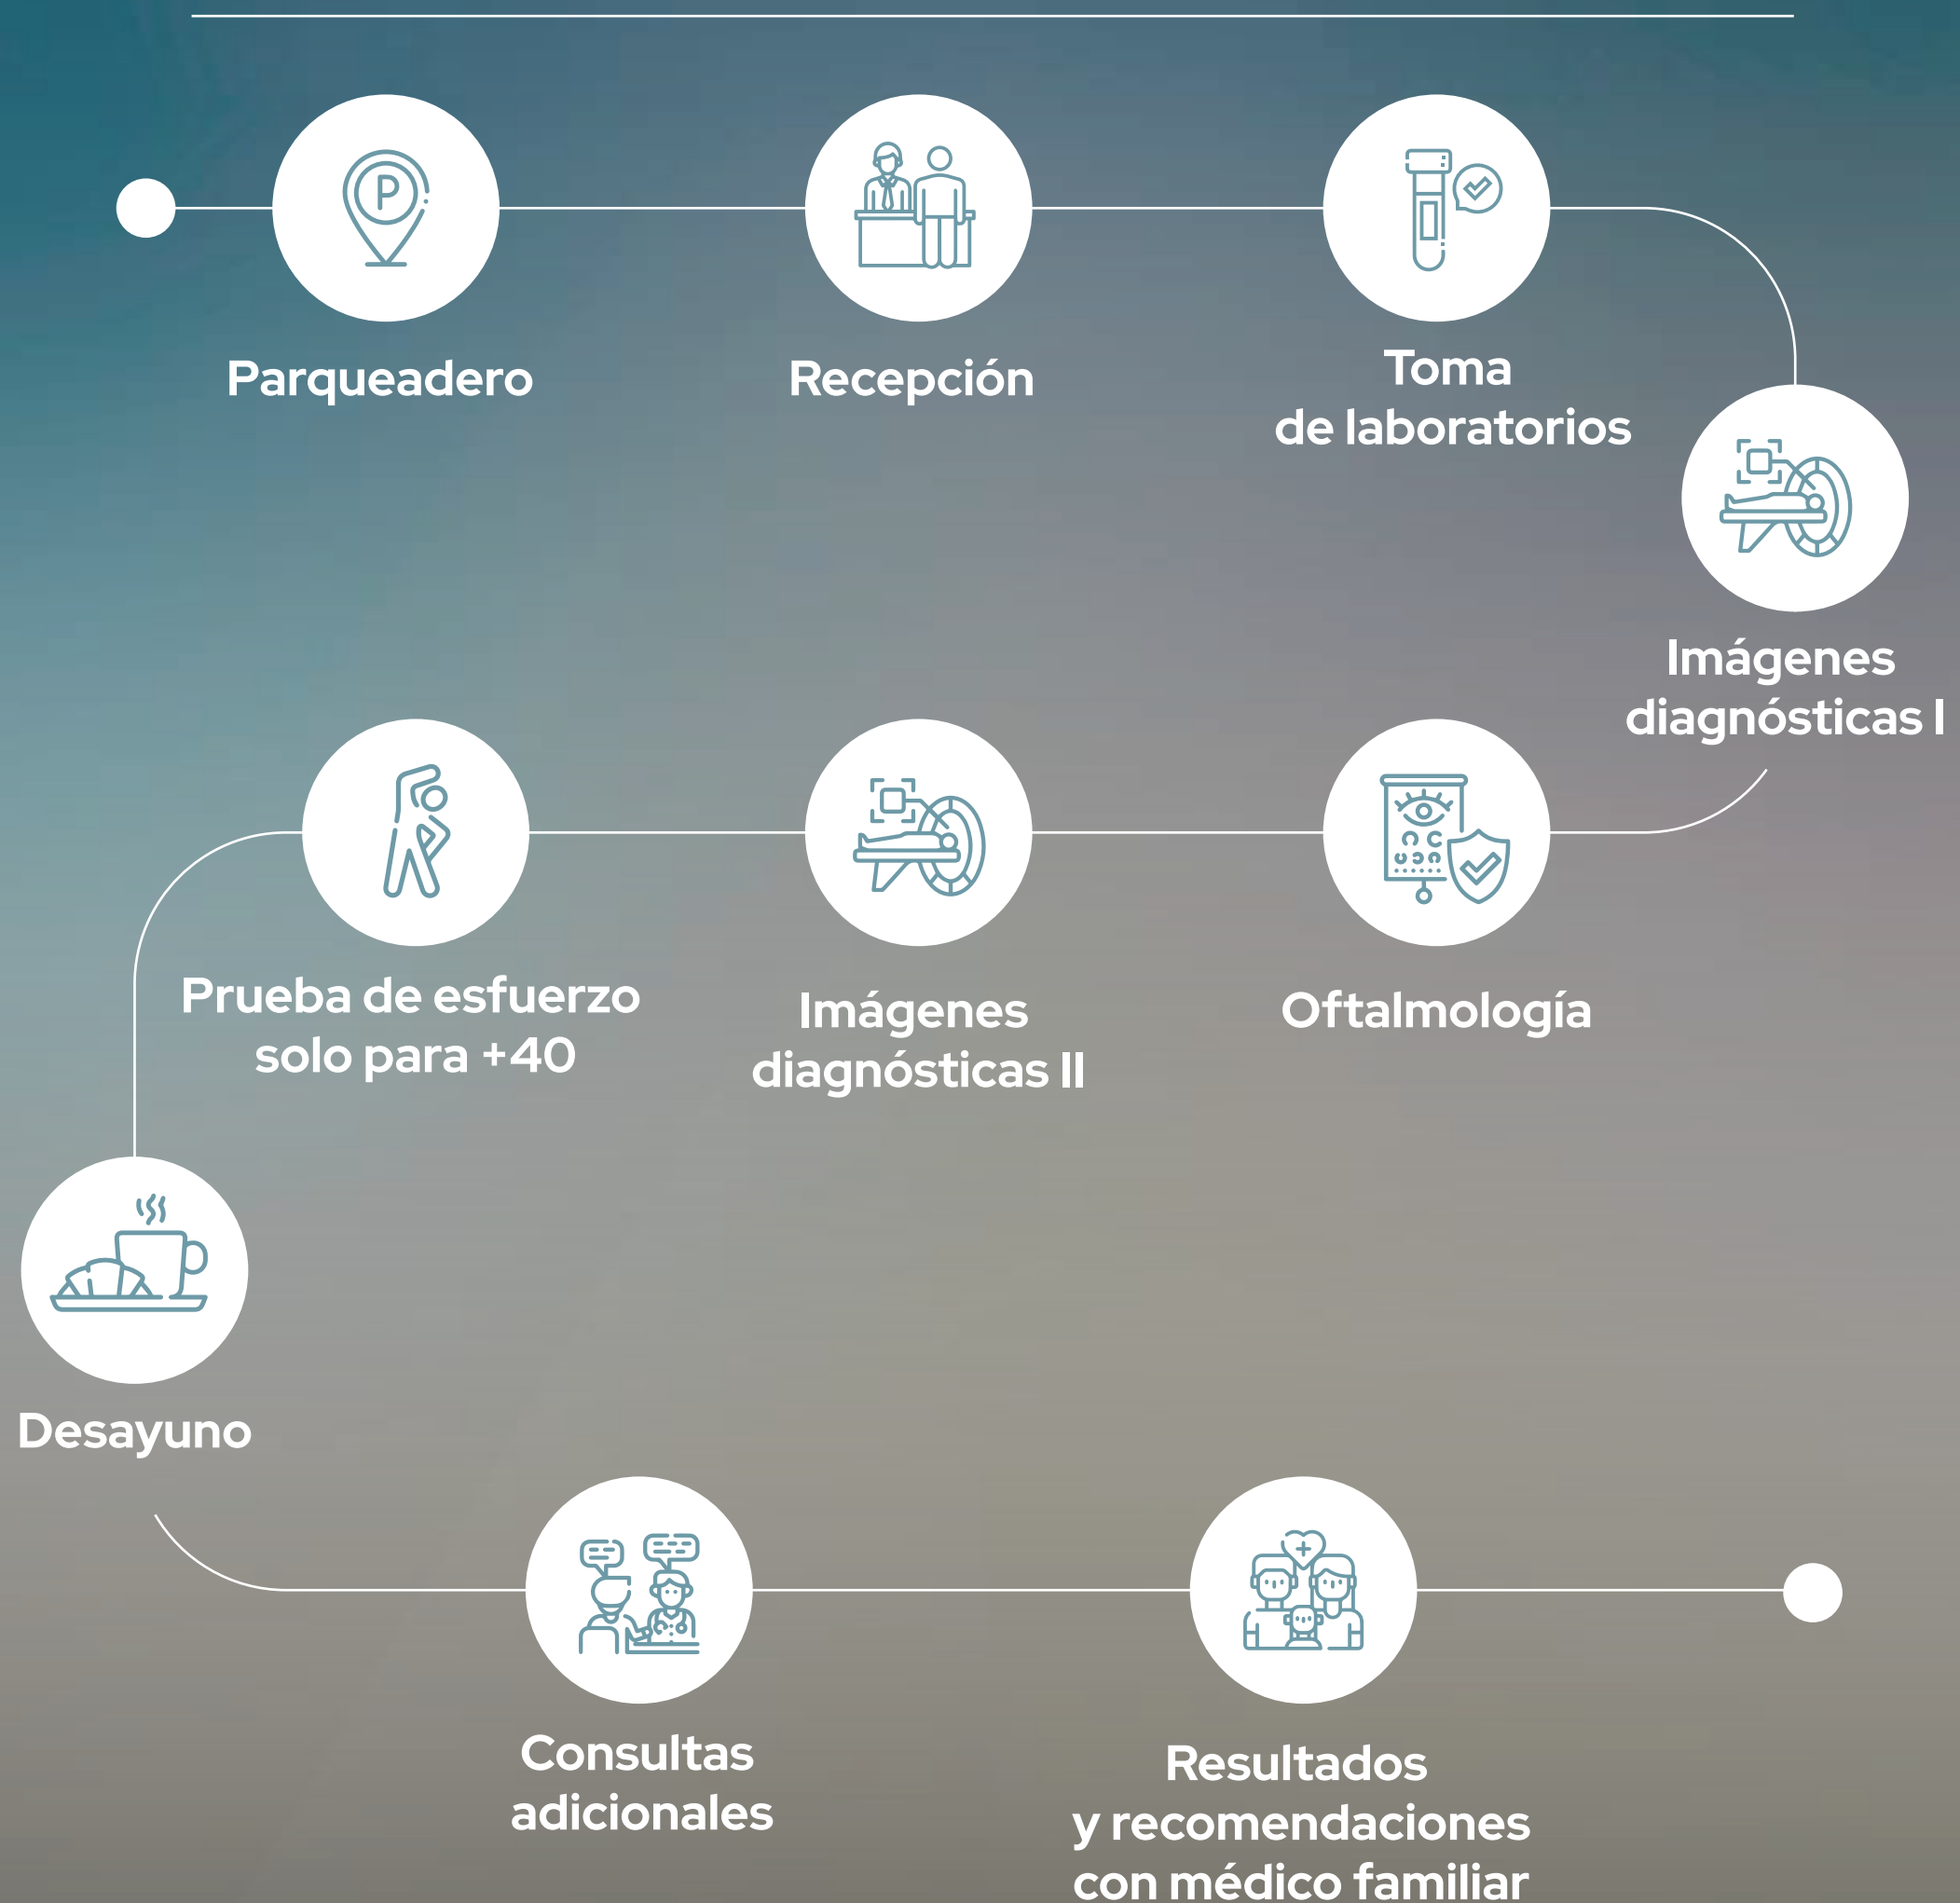 P
Parqueadero
Recepción
Toma
de laboratorios
Imágenes
diagnósticas I
Oftalmología
Imágenes
diagnósticas II
Prueba de esfuerzo
solo para +40
Desayuno
Consultas
adicionales
Resultados
y recomendaciones
con médico familiar